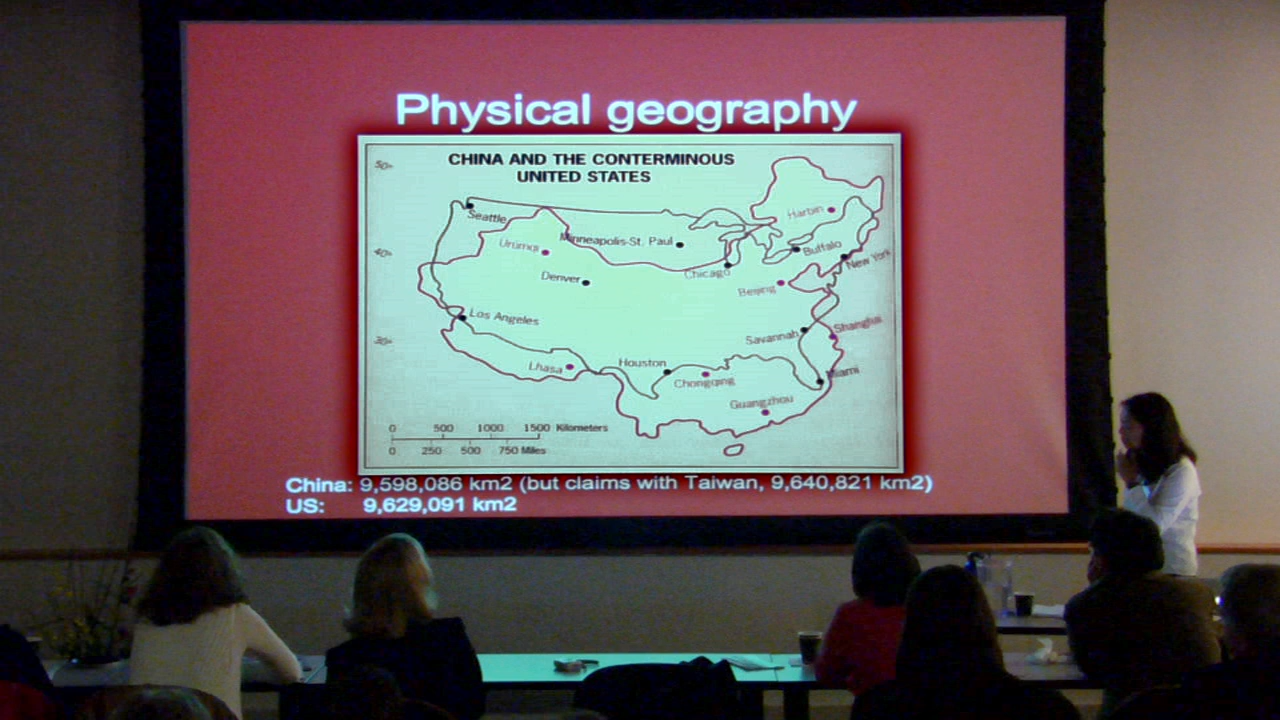 Physical geography
CHINA AND THE CONTERMINOUS
UNITED STATES
50°
Harbin
Seattle
Minneapolis-St. Paul
Urümqi
Buffalo
40°
New York
Chicago
Denver
Beijing
Los Angeles
Shanghai
Savannah
30°
Houston
Lhasa
Miami
Chongqing
Guangzhou
0 500 1000 1500 Kilometers
0 250 500 750 Miles
China: 9,598,086 km2 (but claims with Taiwan, 9,640,821 km2)
US: 9,629,091 km2